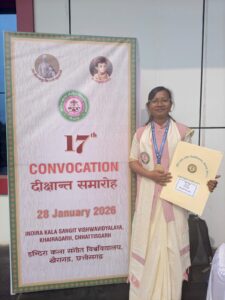 17th
CONVOCATION
दीक्षान्त समारोह
28 January 2026
INDIRA KALA SANGIT VISHWAVIDYALAYA,
KHAIRAGARH, CHHATTISGARH
इन्दिरा कला संगीत विश्वविद्यालय,
खैरागढ़, छत्तीसगढ़